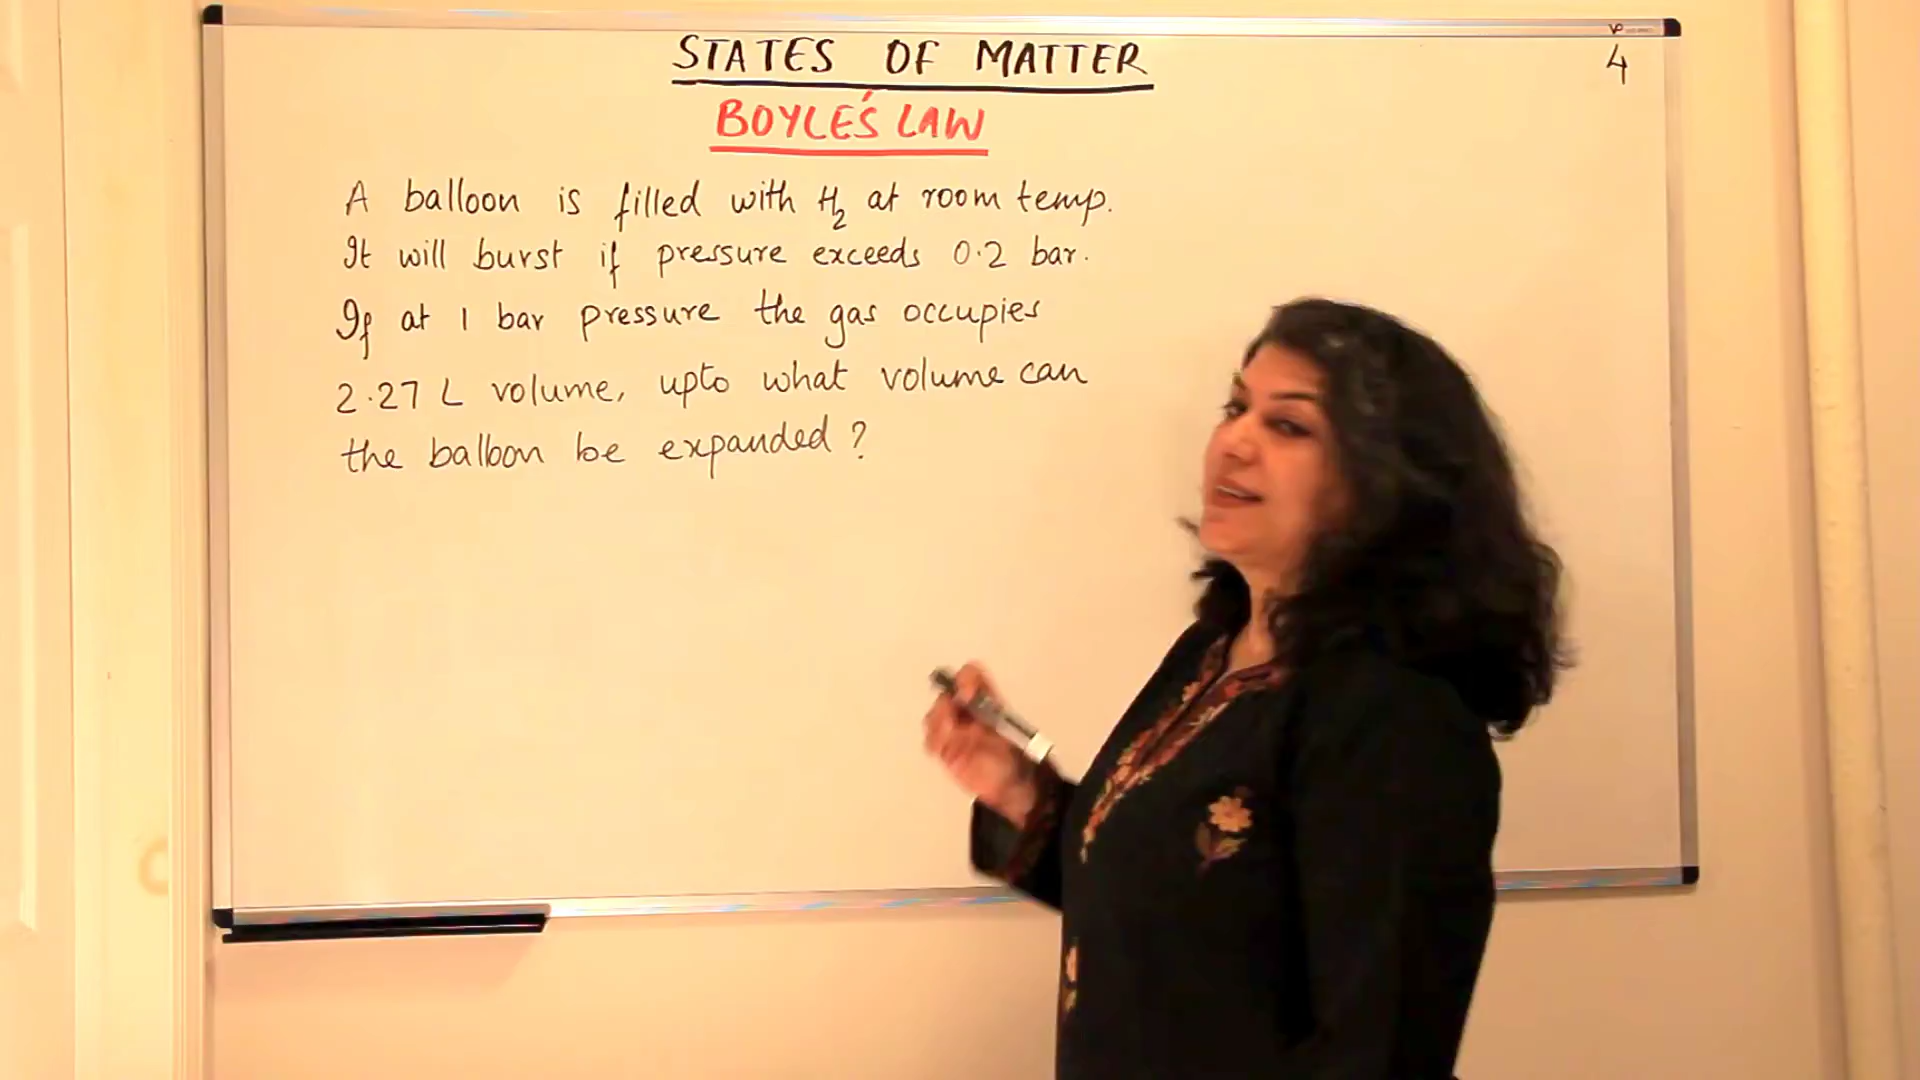 STATES OF MATTER
4
BOYLE'S LAW
A balloon is filled with H₂ at room temp.
It will burst if pressure exceeds 0.2 bar.
If at 1 bar pressure the gas occupies
2.27 L volume, upto what volume can
the balloon be expanded?